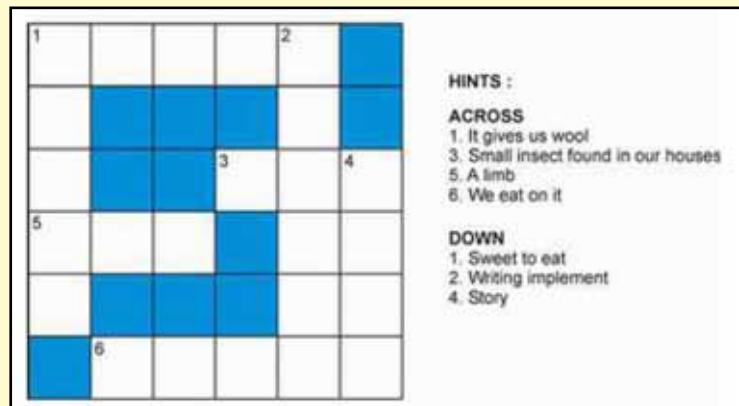 1
2
3
4
5
6
HINTS :
ACROSS
1. It gives us wool
3. Small insect found in our houses
5. A limb
6. We eat on it
DOWN
1. Sweet to eat
2. Writing implement
4. Story